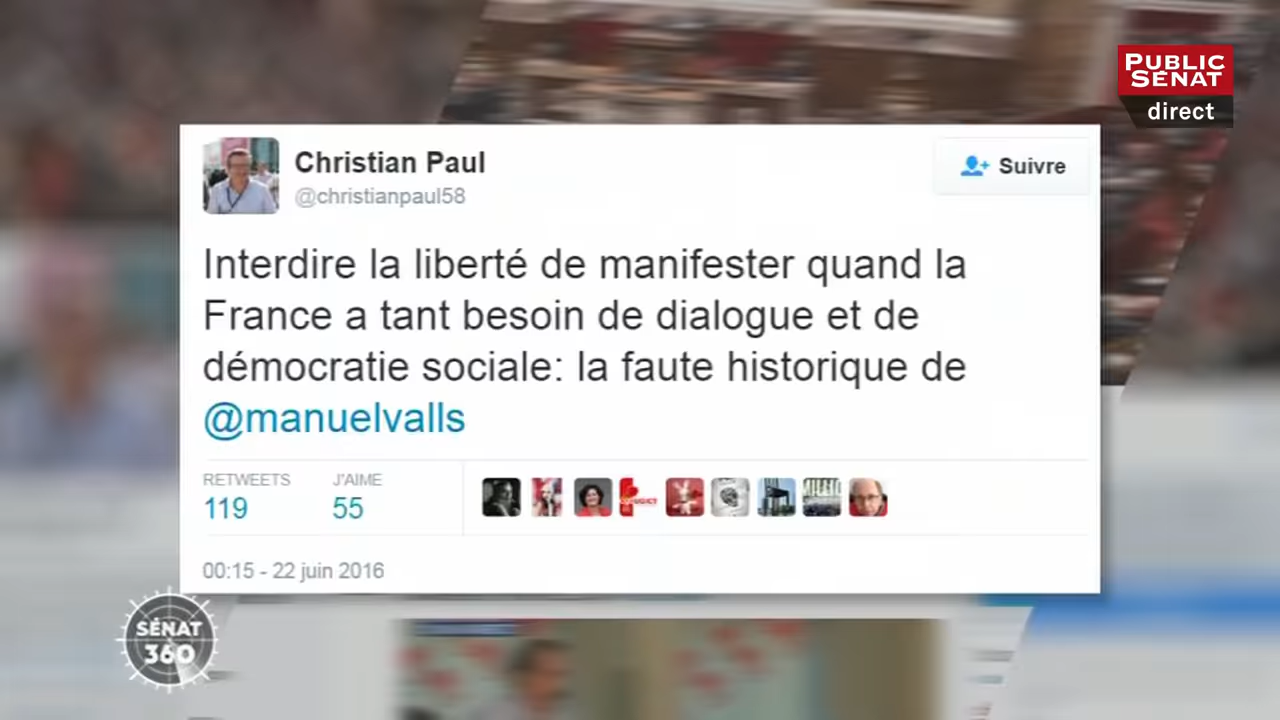 PUBLIC
SÉNAT
direct
Christian Paul
@christianpaul58
Suivre
Interdire la liberté de manifester quand la
France a tant besoin de dialogue et de
démocratie sociale: la faute historique de
@manuelvalls
RETWEETS
J'AIME
119
55
00:15 - 22 juin 2016
SÉNAT
360